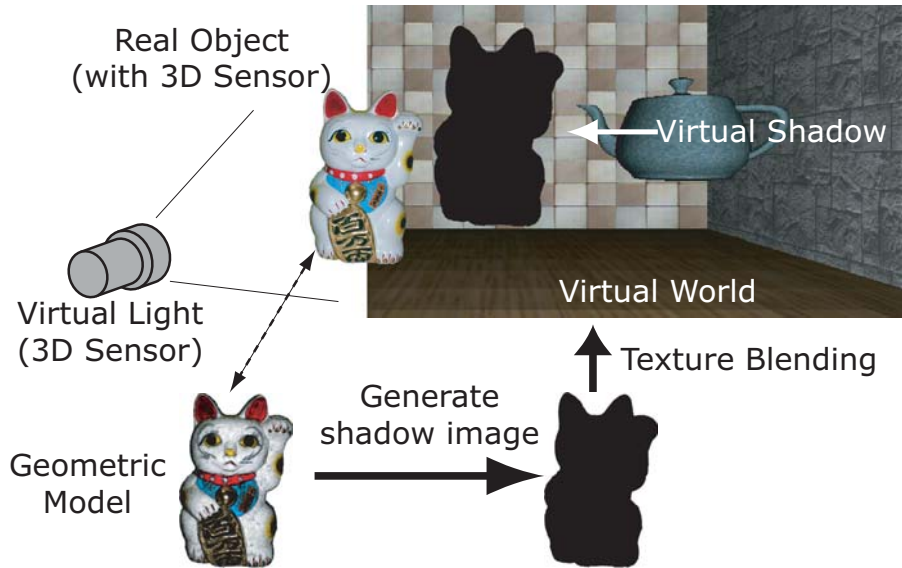 Real Object
(with 3D Sensor)
Virtual Shadow
Virtual World
Virtual Light
(3D Sensor)
Texture Blending
Generate
shadow image
Geometric
Model